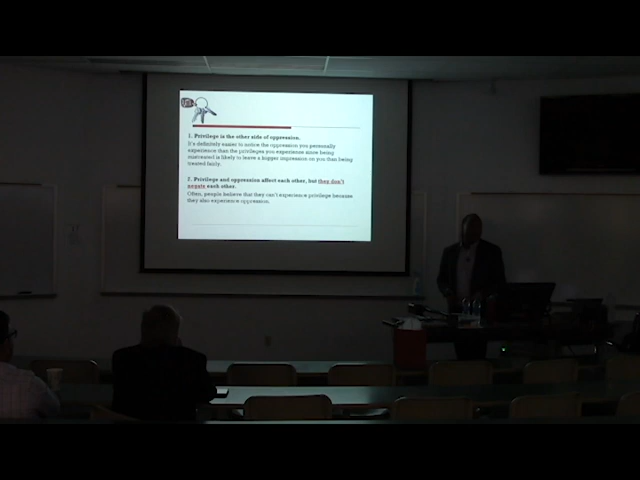 1. Privilege is the other side of oppression.
It's definitely easier to notice the oppression you personally
experience than the privileges you experience since being
mistreated is likely to leave a bigger impression on you than being
treated fairly.
2. Privilege and oppression affect each other, but they don't
negate each other.
Often, people believe that they can't experience privilege because
they also experience oppression.